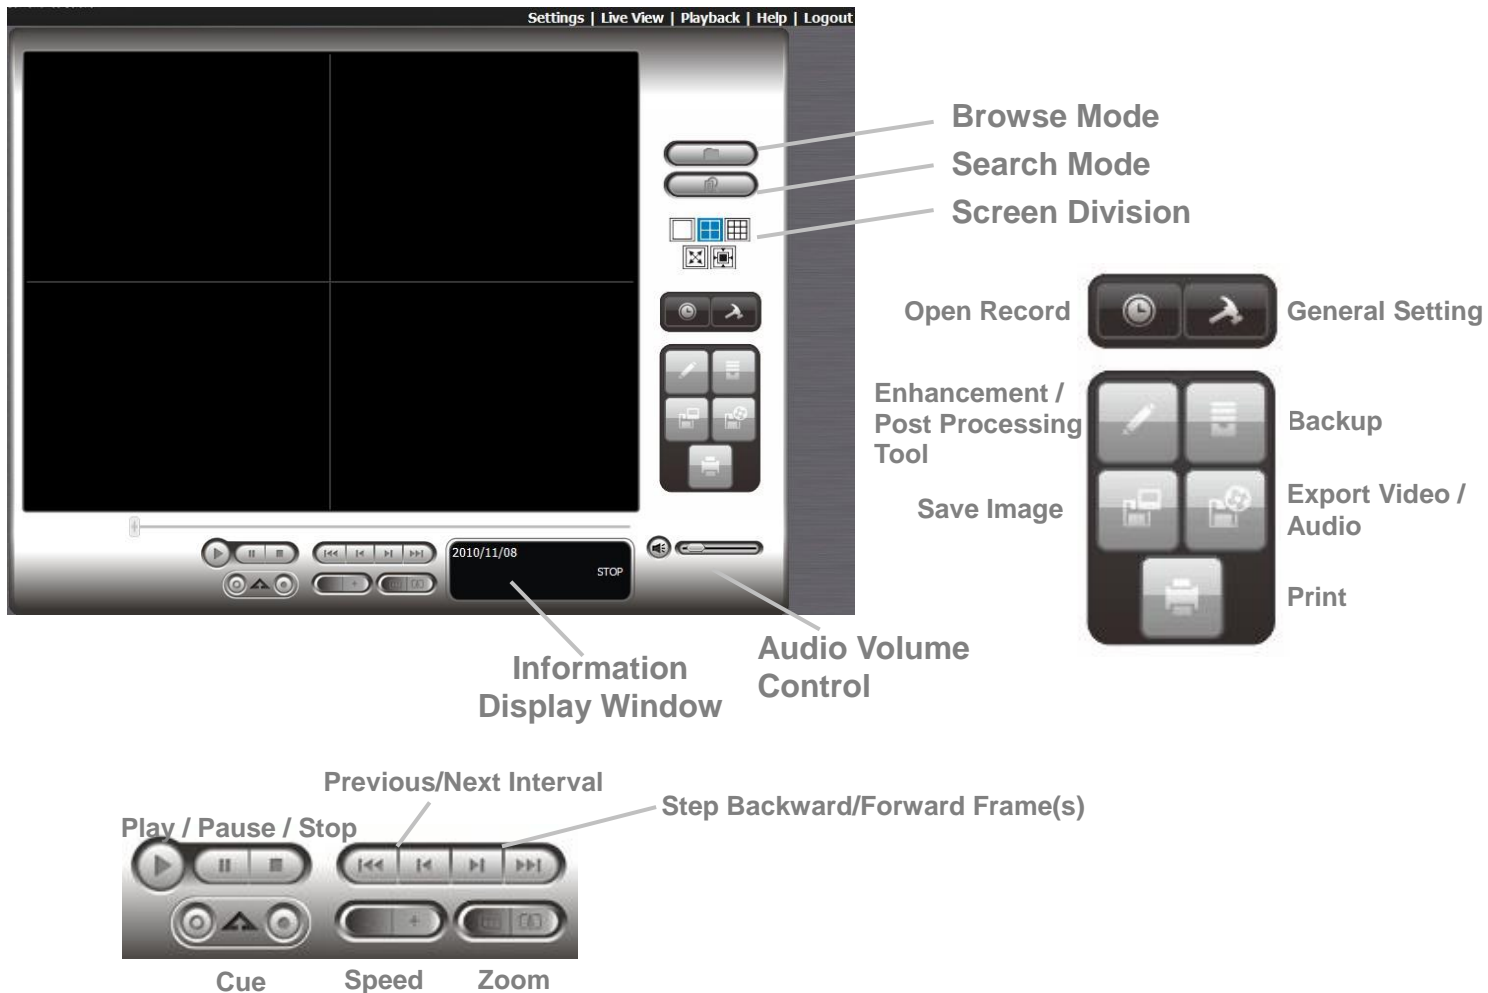 Settings | Live View | Playback | Help | Logout
Browse Mode
Search Mode
Screen Division
Open Record
General Setting
Enhancement /
Post Processing
Tool
Backup
Save Image
Export Video /
Audio
Print
2010/11/08
STOP
Information
Display Window
Audio Volume
Control
Previous/Next Interval
Step Backward/Forward Frame(s)
Play / Pause / Stop
Cue
Speed
Zoom